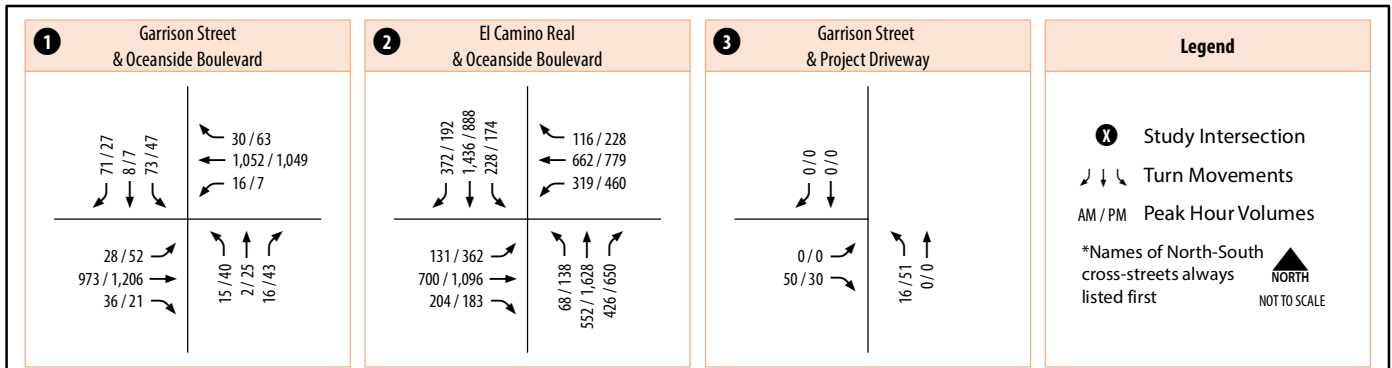 1
Garrison Street
& Oceanside Boulevard
71 / 27
8 / 7
73 / 47
30 / 63
1,052 / 1,049
16 / 7
28 / 52
973 / 1,206
36 / 21
15 / 40
2 / 25
16 / 43
2
El Camino Real
& Oceanside Boulevard
372 / 192
1,436 / 888
228 / 174
116 / 228
662 / 779
319 / 460
131 / 362
700 / 1,096
204 / 183
68 / 138
552 / 1,628
426 / 650
3
Garrison Street
& Project Driveway
0 / 0
0 / 0
0 / 0
50 / 30
16 / 51
0 / 0
Legend
X Study Intersection
Turn Movements
AM / PM Peak Hour Volumes
*Names of North-South
cross-streets always
listed first
NORTH
NOT TO SCALE